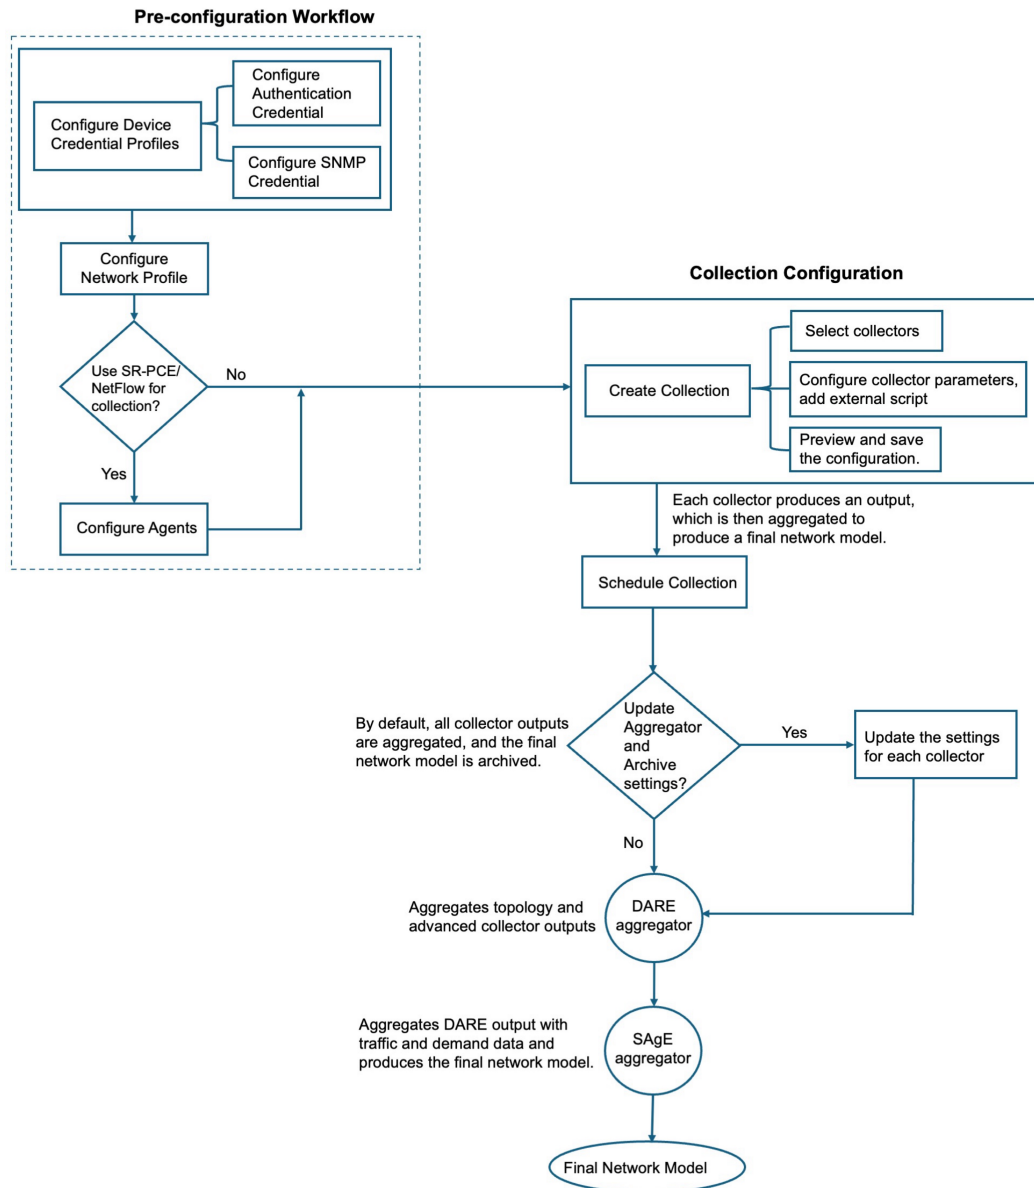 Pre-configuration Workflow
Configure
Authentication
Credential
Configure Device
Credential Profiles
Configure SNMP
Credential
Configure
Network Profile
Use SR-PCE/
NetFlow for
collection?
No
Yes
Configure Agents
Collection Configuration
Select collectors
Create Collection
Configure collector parameters,
add external script
Preview and save
the configuration.
Each collector produces an output,
which is then aggregated to
produce a final network model.
Schedule Collection
By default, all collector outputs
are aggregated, and the final
network model is archived.
Update
Aggregator
and
Archive
settings?
Yes
Update the settings
for each collector
No
Aggregates topology and
advanced collector outputs
DARE
aggregator
Aggregates DARE output with
traffic and demand data and
produces the final network model.
SAgE
aggregator
Final Network Model